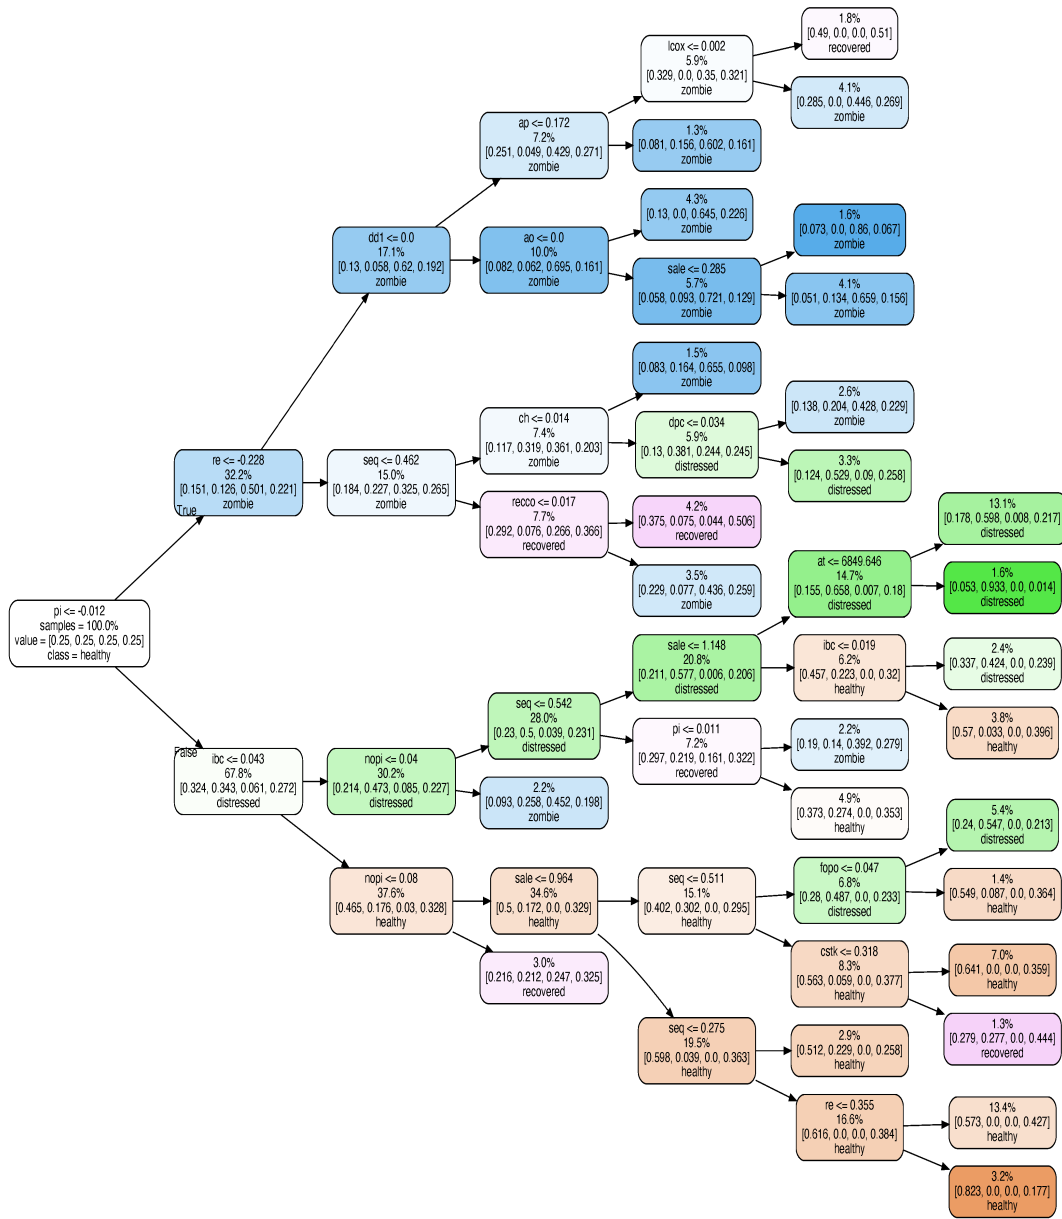 1.8%
[0.49, 0.0, 0.0, 0.51]
recovered
lcox <= 0.002
5.9%
[0.329, 0.0, 0.35, 0.321]
zombie
4.1%
[0.285, 0.0, 0.446, 0.269]
zombie
ap <= 0.172
7.2%
[0.251, 0.049, 0.429, 0.271]
zombie
1.3%
[0.081, 0.156, 0.602, 0.161]
zombie
4.3%
[0.13, 0.0, 0.645, 0.226]
zombie
dd1 <= 0.0
17.1%
[0.13, 0.058, 0.62, 0.192]
zombie
ao <= 0.0
10.0%
[0.082, 0.062, 0.695, 0.161]
zombie
1.6%
[0.073, 0.0, 0.86, 0.067]
zombie
sale <= 0.285
5.7%
[0.058, 0.093, 0.721, 0.129]
zombie
4.1%
[0.051, 0.134, 0.659, 0.156]
zombie
1.5%
[0.083, 0.164, 0.655, 0.098]
zombie
ch <= 0.014
7.4%
[0.117, 0.319, 0.361, 0.203]
zombie
dpc <= 0.034
5.9%
[0.13, 0.381, 0.244, 0.245]
distressed
2.6%
[0.138, 0.204, 0.428, 0.229]
zombie
3.3%
[0.124, 0.529, 0.09, 0.258]
distressed
re <= -0.228
32.2%
[0.151, 0.126, 0.501, 0.221]
zombie
True
seq <= 0.462
15.0%
[0.184, 0.227, 0.325, 0.265]
zombie
recco <= 0.017
7.7%
[0.292, 0.076, 0.266, 0.366]
recovered
4.2%
[0.375, 0.075, 0.044, 0.506]
recovered
3.5%
[0.229, 0.077, 0.436, 0.259]
zombie
13.1%
[0.178, 0.598, 0.008, 0.217]
distressed
at <= 6849.646
14.7%
[0.155, 0.658, 0.007, 0.18]
distressed
1.6%
[0.053, 0.933, 0.0, 0.014]
distressed
pi <= -0.012
samples = 100.0%
value = [0.25, 0.25, 0.25, 0.25]
class = healthy
sale <= 1.148
20.8%
[0.211, 0.577, 0.006, 0.206]
distressed
ibc <= 0.019
6.2%
[0.457, 0.223, 0.0, 0.32]
healthy
2.4%
[0.337, 0.424, 0.0, 0.239]
distressed
3.8%
[0.57, 0.033, 0.0, 0.396]
healthy
seq <= 0.542
28.0%
[0.23, 0.5, 0.039, 0.231]
distressed
pi <= 0.011
7.2%
[0.297, 0.219, 0.161, 0.322]
recovered
2.2%
[0.19, 0.14, 0.392, 0.279]
zombie
4.9%
[0.373, 0.274, 0.0, 0.353]
healthy
False
ibc <= 0.043
67.8%
[0.324, 0.343, 0.061, 0.272]
distressed
nopi <= 0.04
30.2%
[0.214, 0.473, 0.085, 0.227]
distressed
2.2%
[0.093, 0.258, 0.452, 0.198]
zombie
5.4%
[0.24, 0.547, 0.0, 0.213]
distressed
nopi <= 0.08
37.6%
[0.465, 0.176, 0.03, 0.328]
healthy
sale <= 0.964
34.6%
[0.5, 0.172, 0.0, 0.329]
healthy
seq <= 0.511
15.1%
[0.402, 0.302, 0.0, 0.295]
healthy
fopo <= 0.047
6.8%
[0.28, 0.487, 0.0, 0.233]
distressed
1.4%
[0.549, 0.087, 0.0, 0.364]
healthy
3.0%
[0.216, 0.212, 0.247, 0.325]
recovered
cstk <= 0.318
8.3%
[0.563, 0.059, 0.0, 0.377]
healthy
7.0%
[0.641, 0.0, 0.0, 0.359]
healthy
1.3%
[0.279, 0.277, 0.0, 0.444]
recovered
seq <= 0.275
19.5%
[0.598, 0.039, 0.0, 0.363]
healthy
2.9%
[0.512, 0.229, 0.0, 0.258]
healthy
re <= 0.355
16.6%
[0.616, 0.0, 0.0, 0.384]
healthy
13.4%
[0.573, 0.0, 0.0, 0.427]
healthy
3.2%
[0.823, 0.0, 0.0, 0.177]
healthy